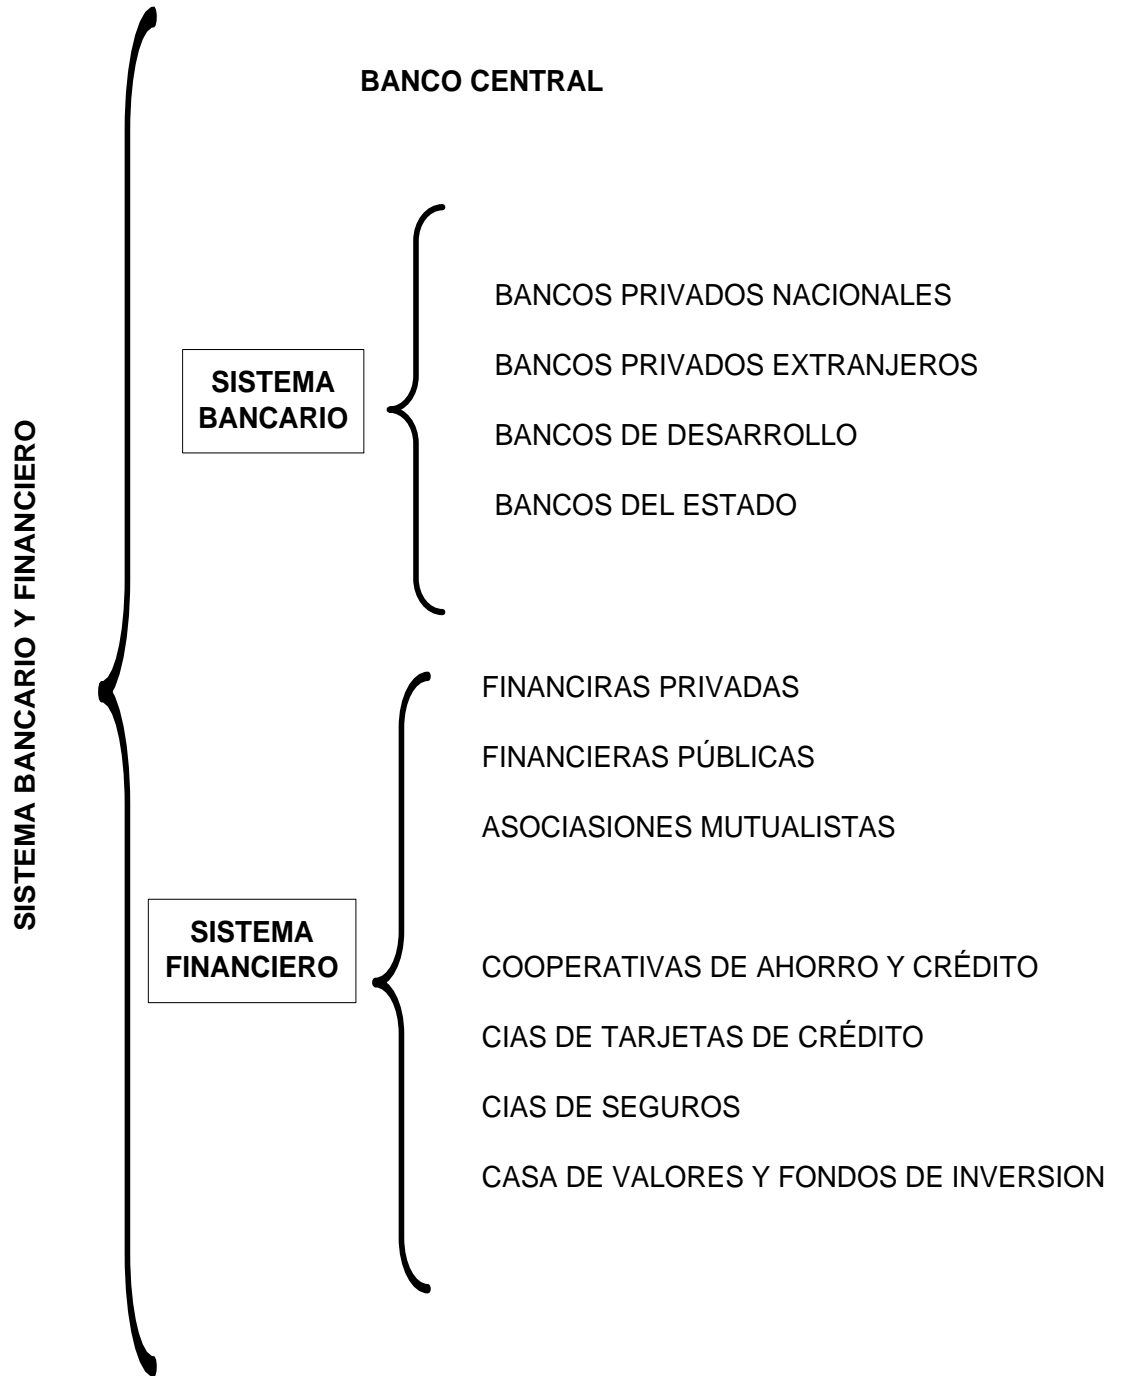 SISTEMA BANCARIO Y FINANCIERO
BANCO CENTRAL
SISTEMA
BANCARIO
BANCOS PRIVADOS NACIONALES
BANCOS PRIVADOS EXTRANJEROS
BANCOS DE DESARROLLO
BANCOS DEL ESTADO
SISTEMA
FINANCIERO
FINANCIRAS PRIVADAS
FINANCIERAS PÚBLICAS
ASOCIASIONES MUTUALISTAS
COOPERATIVAS DE AHORRO Y CRÉDITO
CIAS DE TARJETAS DE CRÉDITO
CIAS DE SEGUROS
CASA DE VALORES Y FONDOS DE INVERSION